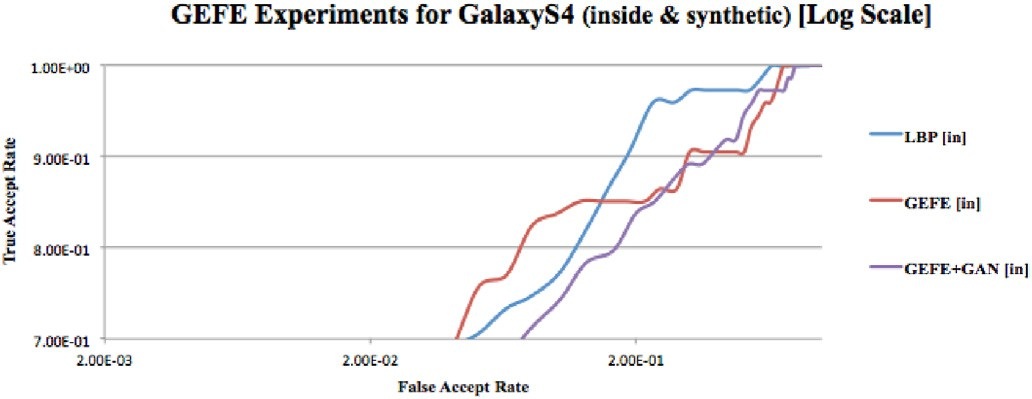 GEFE Experiments for GalaxyS4 (inside & synthetic) [Log Scale]
1.00E+00
9.00E-01
8.00E-01
7.00E-01
True Accept Rate
2.00E-03
2.00E-02
2.00E-01
False Accept Rate
LBP [in]
GEFE [in]
GEFE+GAN [in]